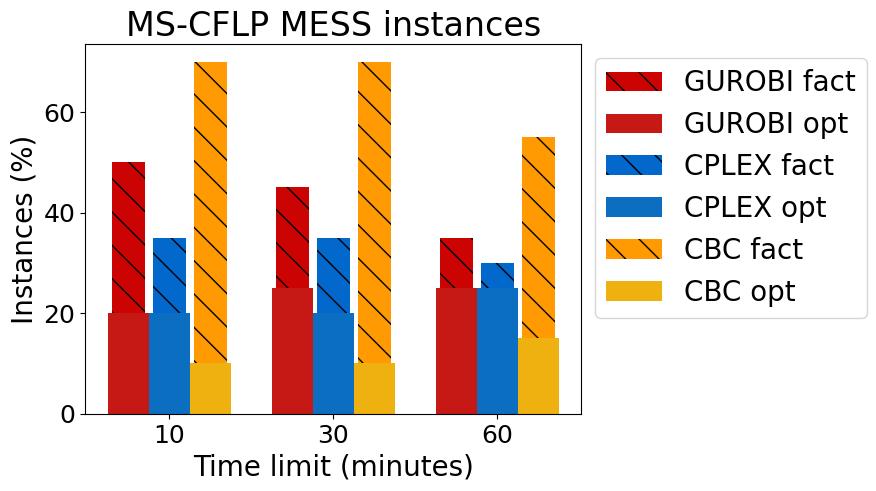 MS-CFLP MESS instances
Instances (%)
60
40
20
0
10 30 60
Time limit (minutes)
GUROBI fact
GUROBI opt
CPLEX fact
CPLEX opt
CBC fact
CBC opt